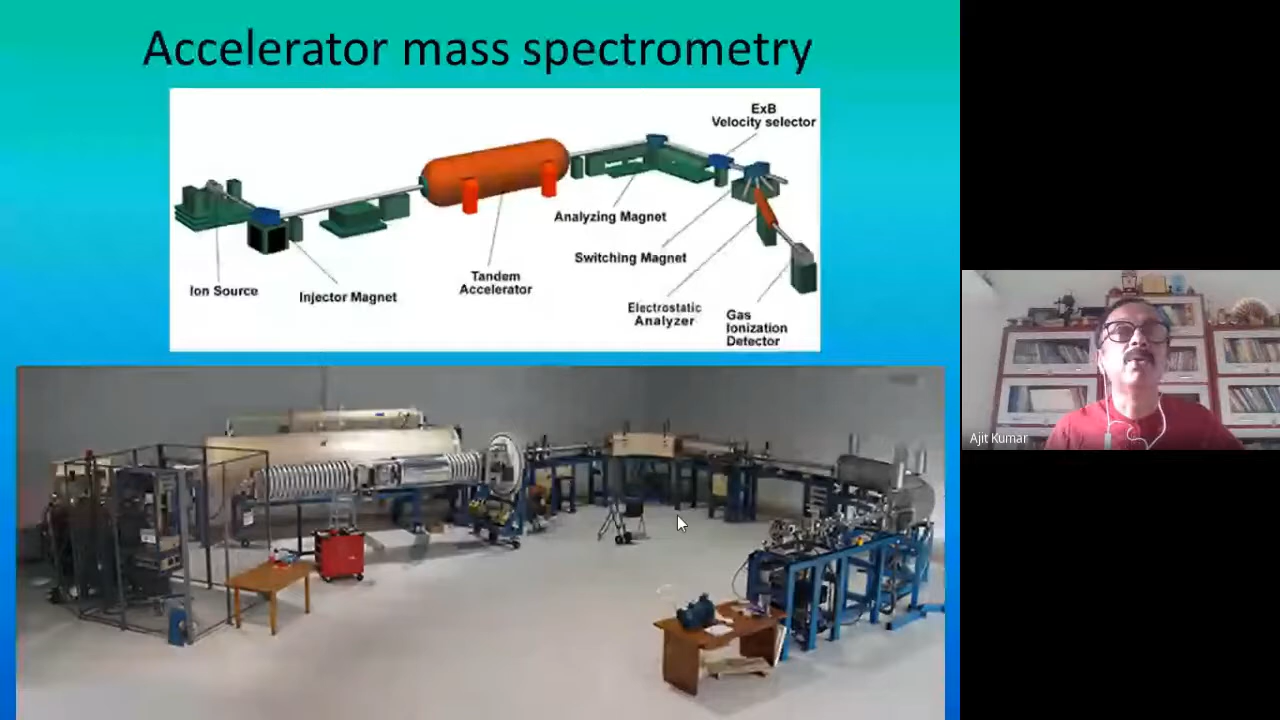 Accelerator mass spectrometry
ExB
Velocity selector
Analyzing Magnet
Switching Magnet
Tandem
Accelerator
Ion Source
Injector Magnet
Electrostatic
Analyzer
Gas
Ionization
Detector
Ajit Kumar